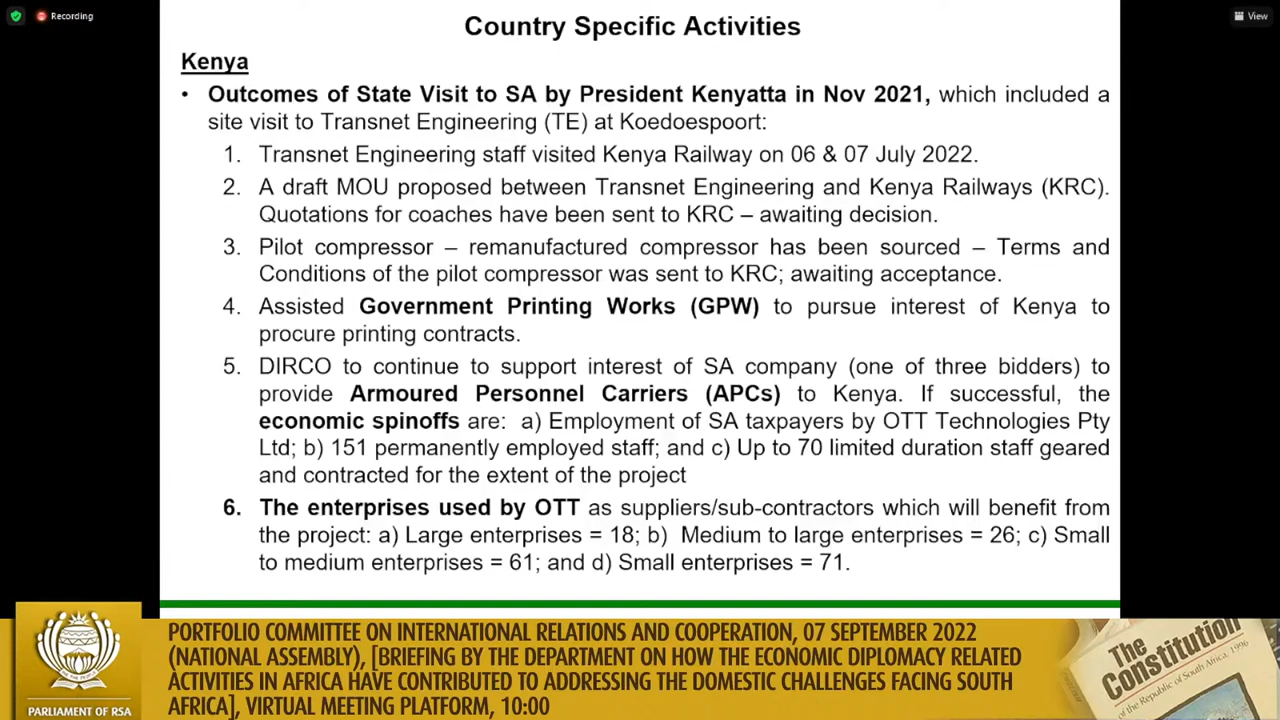 Recording
View
Country Specific Activities
Kenya
• Outcomes of State Visit to SA by President Kenyatta in Nov 2021, which included a
site visit to Transnet Engineering (TE) at Koedoespoort:
1. Transnet Engineering staff visited Kenya Railway on 06 & 07 July 2022.
2. A draft MOU proposed between Transnet Engineering and Kenya Railways (KRC).
Quotations for coaches have been sent to KRC – awaiting decision.
3. Pilot compressor – remanufactured compressor has been sourced – Terms and
Conditions of the pilot compressor was sent to KRC; awaiting acceptance.
4. Assisted Government Printing Works (GPW) to pursue interest of Kenya to
procure printing contracts.
5. DIRCO to continue to support interest of SA company (one of three bidders) to
provide Armoured Personnel Carriers (APCs) to Kenya. If successful, the
economic spinoffs are: a) Employment of SA taxpayers by OTT Technologies Pty
Ltd; b) 151 permanently employed staff; and c) Up to 70 limited duration staff geared
and contracted for the extent of the project
6. The enterprises used by OTT as suppliers/sub-contractors which will benefit from
the project: a) Large enterprises = 18; b) Medium to large enterprises = 26; c) Small
to medium enterprises = 61; and d) Small enterprises = 71.
PORTFOLIO COMMITTEE ON INTERNATIONAL RELATIONS AND COOPERATION, 07 SEPTEMBER 2022
(NATIONAL ASSEMBLY), [BRIEFING BY THE DEPARTMENT ON HOW THE ECONOMIC DIPLOMACY RELATED
ACTIVITIES IN AFRICA HAVE CONTRIBUTED TO ADDRESSING THE DOMESTIC CHALLENGES FACING SOUTH
AFRICA], VIRTUAL MEETING PLATFORM, 10:00
PARLIAMENT OF RSA
The
Constitution
of the Republic of South Africa, 1996